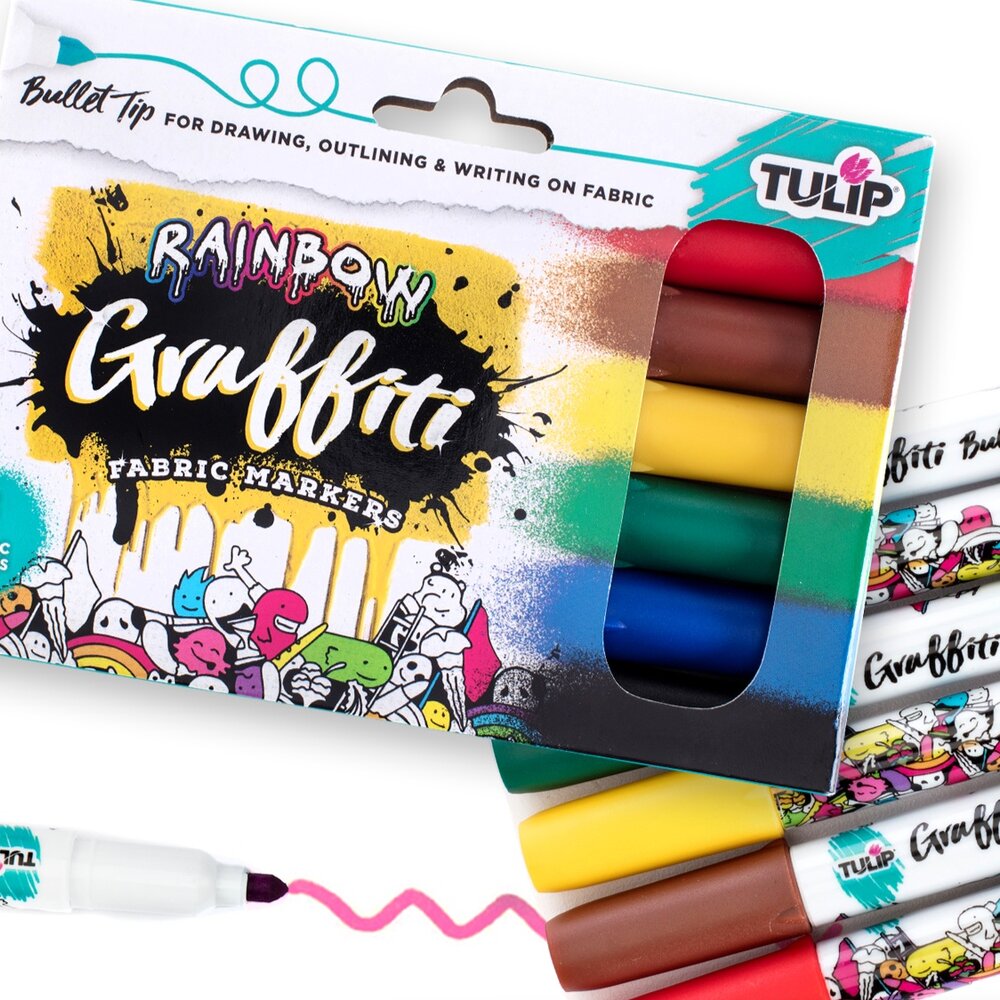 Bullet Tip FOR DRAWING, OUTLINING & WRITING ON FABRIC
TULIP®
RAINBOW
Graffiti
FABRIC MARKERS
Graffiti
TULIP